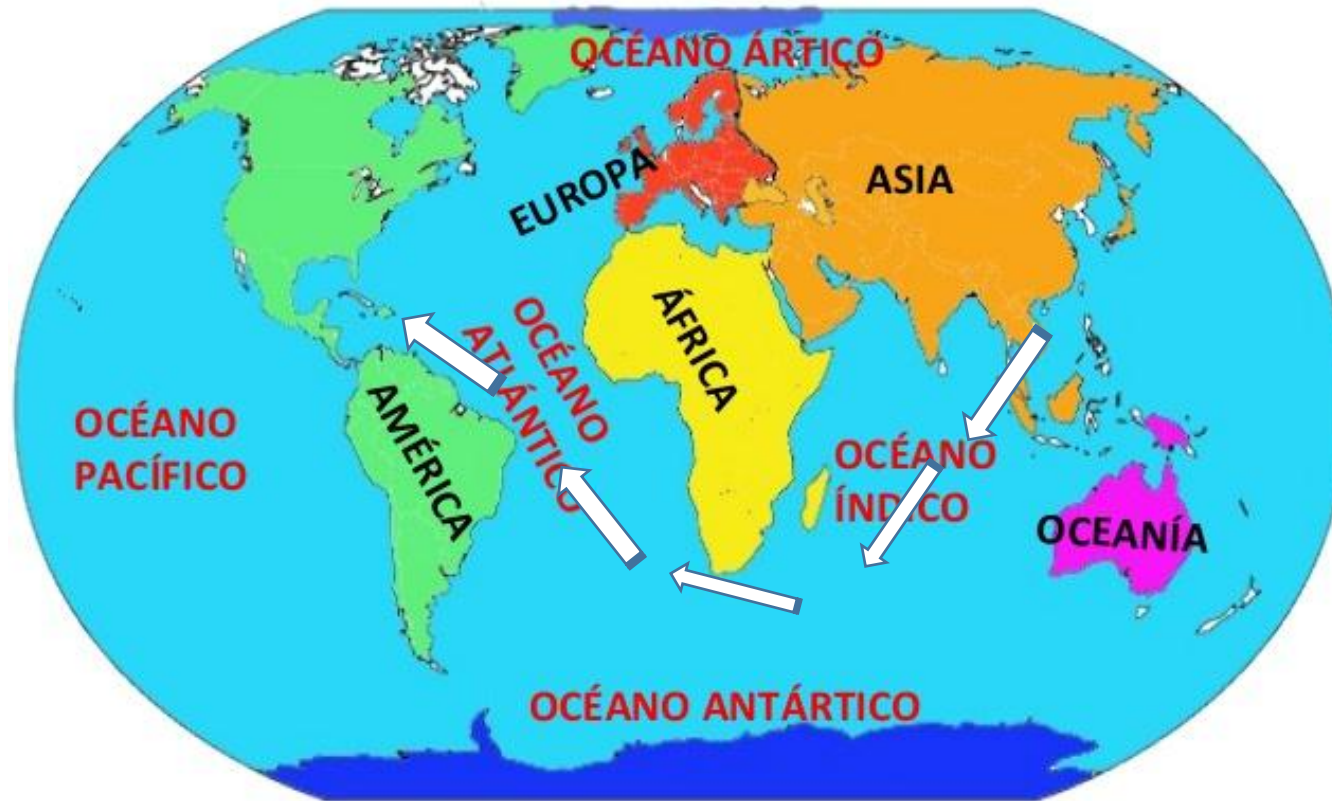 OCÉANO ÁRTICO
EUROPA
ASIA
OCÉANO
ATLÁNTICO
ÁFRICA
AMÉRICA
OCÉANO
PACÍFICO
OCÉANO
ÍNDICO
OCEANÍA
OCÉANO ANTÁRTICO